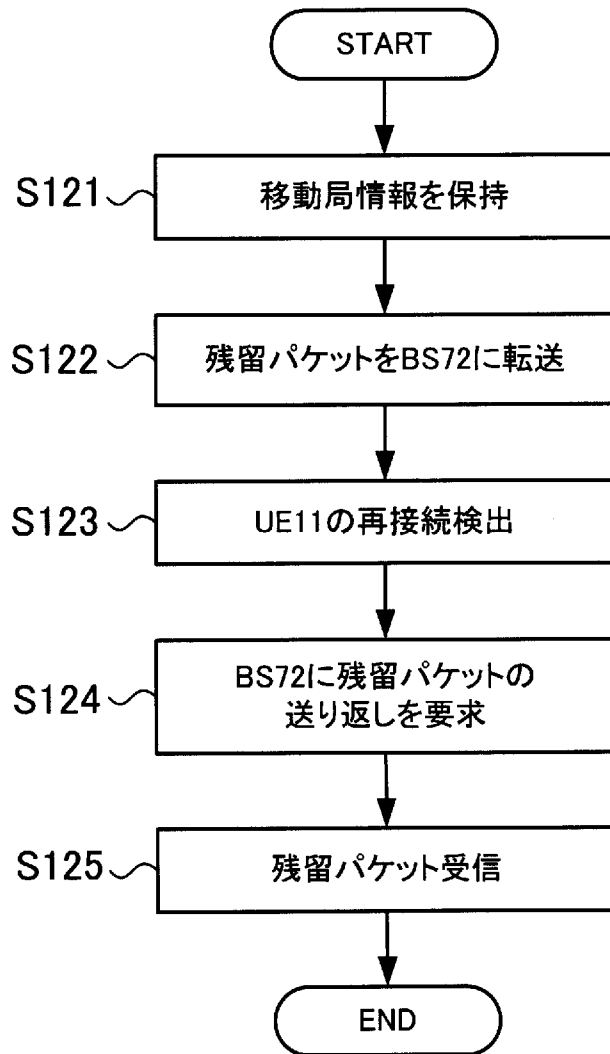 START
S121
移動局情報を保持
S122
残留パケットをBS72に転送
S123
UE11の再接続検出
S124
BS72に残留パケットの
送り返しを要求
S125
残留パケット受信
END